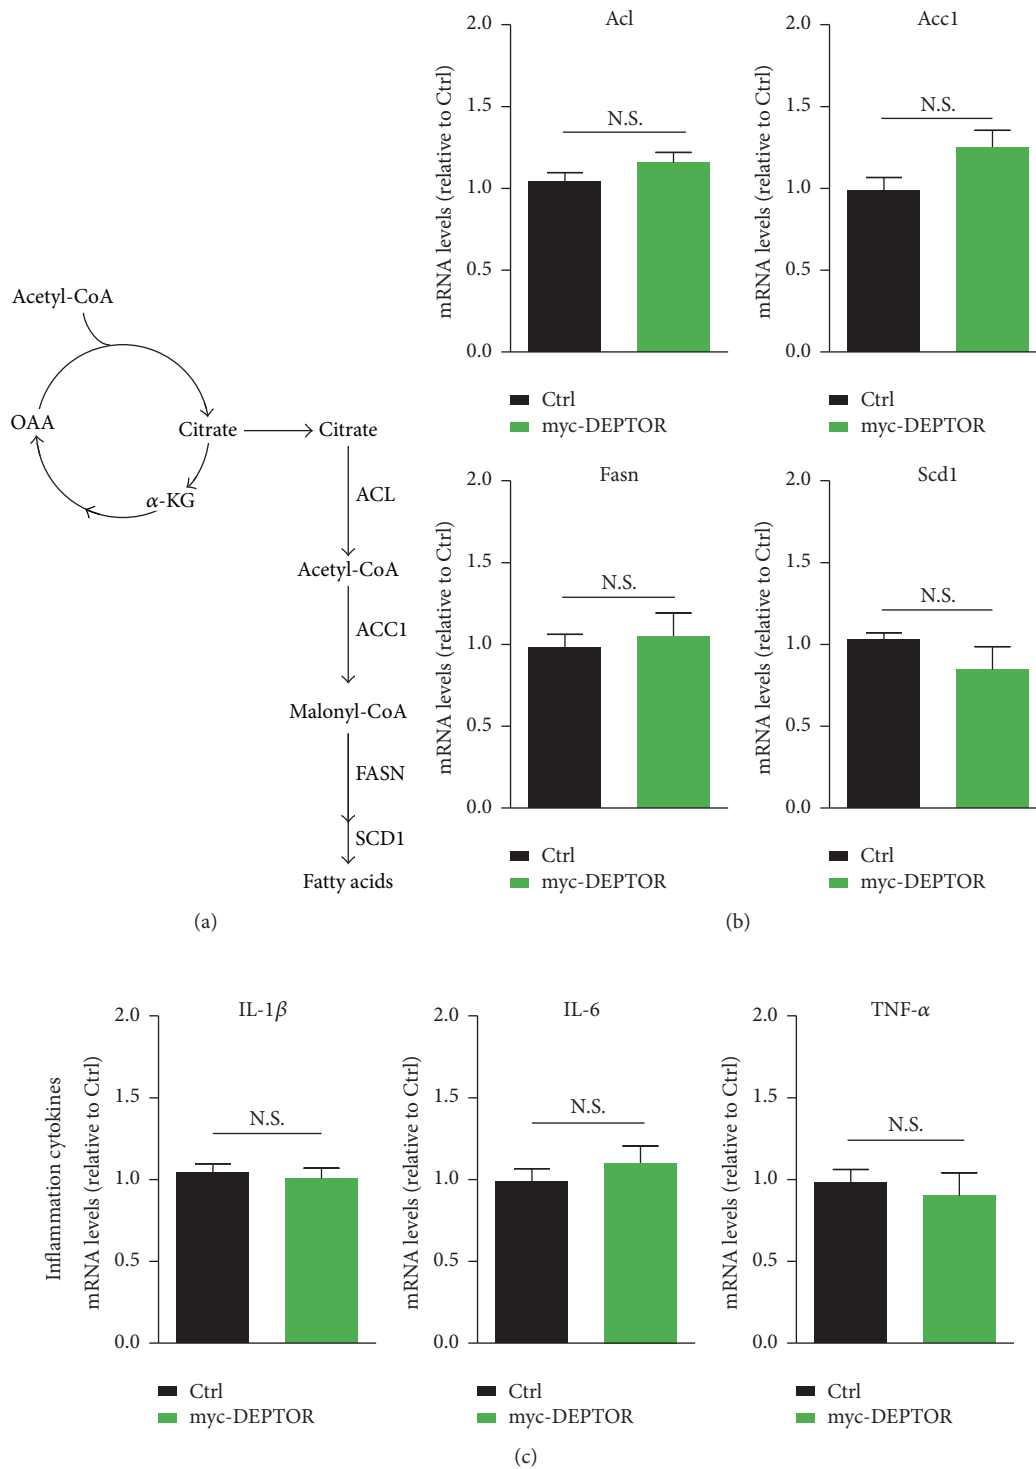 Acetyl-CoA
OAA
Citrate
Citrate
α-KG
ACL
Acetyl-CoA
ACC1
Malonyl-CoA
FASN
SCD1
Fatty acids
(a)
Acl
mRNA levels (relative to Ctrl)
2.0
1.5
1.0
0.5
0.0
N.S.
Ctrl
myc-DEPTOR
Acc1
mRNA levels (relative to Ctrl)
2.0
1.5
1.0
0.5
0.0
N.S.
Ctrl
myc-DEPTOR
Fasn
mRNA levels (relative to Ctrl)
2.0
1.5
1.0
0.5
0.0
N.S.
Ctrl
myc-DEPTOR
Scd1
mRNA levels (relative to Ctrl)
2.0
1.5
1.0
0.5
0.0
N.S.
Ctrl
myc-DEPTOR
(b)
Inflammation cytokines
IL-1β
mRNA levels (relative to Ctrl)
2.0
1.5
1.0
0.5
0.0
N.S.
Ctrl
myc-DEPTOR
IL-6
mRNA levels (relative to Ctrl)
2.0
1.5
1.0
0.5
0.0
N.S.
Ctrl
myc-DEPTOR
TNF-α
mRNA levels (relative to Ctrl)
2.0
1.5
1.0
0.5
0.0
N.S.
Ctrl
myc-DEPTOR
(c)